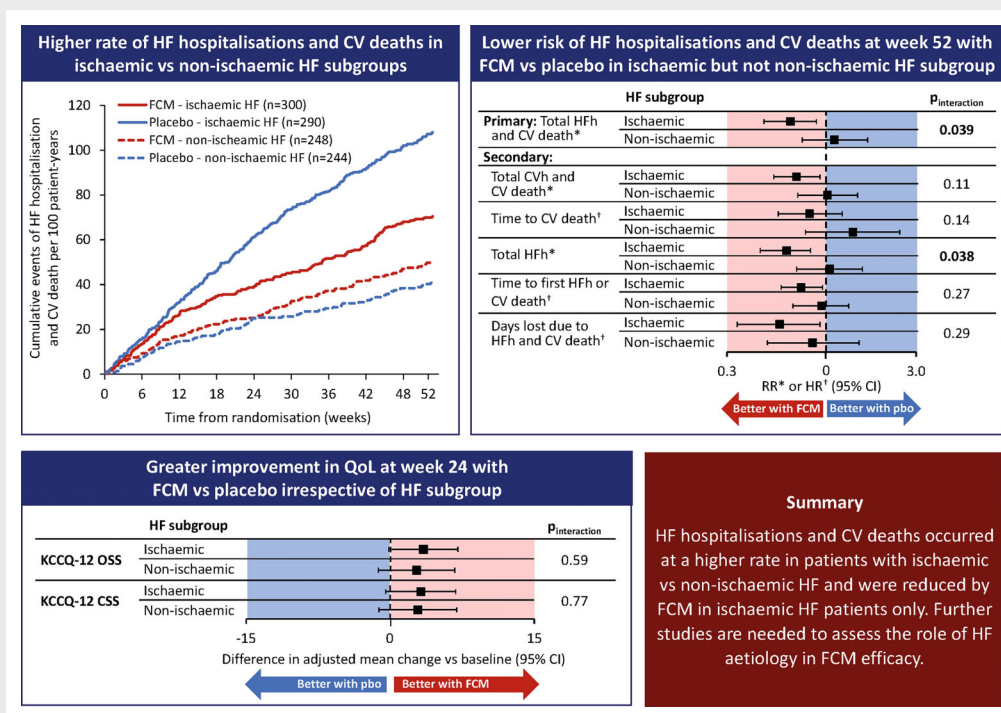 Higher rate of HF hospitalisations and CV deaths in
ischaemic vs non-ischaemic HF subgroups
120
100
80
60
40
20
0
Cumulative events of HF hospitalisation
and CV death per 100 patient-years
FCM - ischaemic HF (n=300)
Placebo - ischaemic HF (n=290)
FCM - non-ischeamic HF (n=248)
Placebo - non-ischaemic HF (n=244)
0 6 12 18 24 30 36 42 48 52
Time from randomisation (weeks)
Lower risk of HF hospitalisations and CV deaths at week 52 with
FCM vs placebo in ischaemic but not non-ischaemic HF subgroup
HF subgroup pinteraction
Primary: Total HFh
and CV death*
Ischaemic
Non-ischaemic
0.039
Secondary:
Total CVh and
CV death*
Ischaemic
Non-ischaemic
0.11
Time to CV death†
Ischaemic
Non-ischaemic
0.14
Total HFh*
Ischaemic
Non-ischaemic
0.038
Time to first HFh or
CV death†
Ischaemic
Non-ischaemic
0.27
Days lost due to
HFh and CV death†
Ischaemic
Non-ischaemic
0.29
0.3 0 3.0
RR* or HR† (95% CI)
Better with FCM Better with pbo
Greater improvement in QoL at week 24 with
FCM vs placebo irrespective of HF subgroup
HF subgroup pinteraction
KCCQ-12 OSS
Ischaemic
Non-ischaemic
0.59
KCCQ-12 CSS
Ischaemic
Non-ischaemic
0.77
-15 0 15
Difference in adjusted mean change vs baseline (95% CI)
Better with pbo Better with FCM
Summary
HF hospitalisations and CV deaths occurred
at a higher rate in patients with ischaemic
vs non-ischaemic HF and were reduced by
FCM in ischaemic HF patients only. Further
studies are needed to assess the role of HF
aetiology in FCM efficacy.